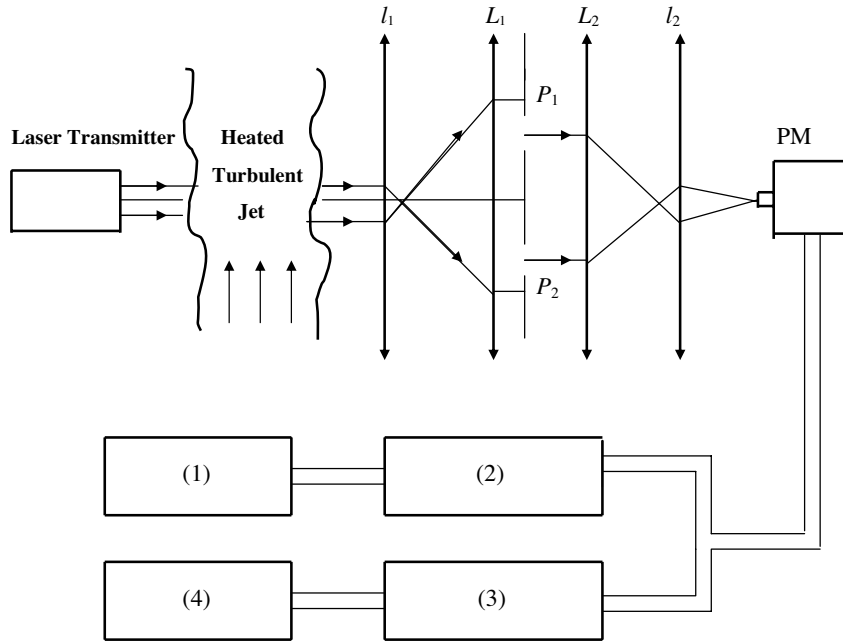 l₁
L₁
L₂
l₂
P₁
Laser Transmitter
Heated
Turbulent
Jet
PM
P₂
(1)
(2)
(4)
(3)